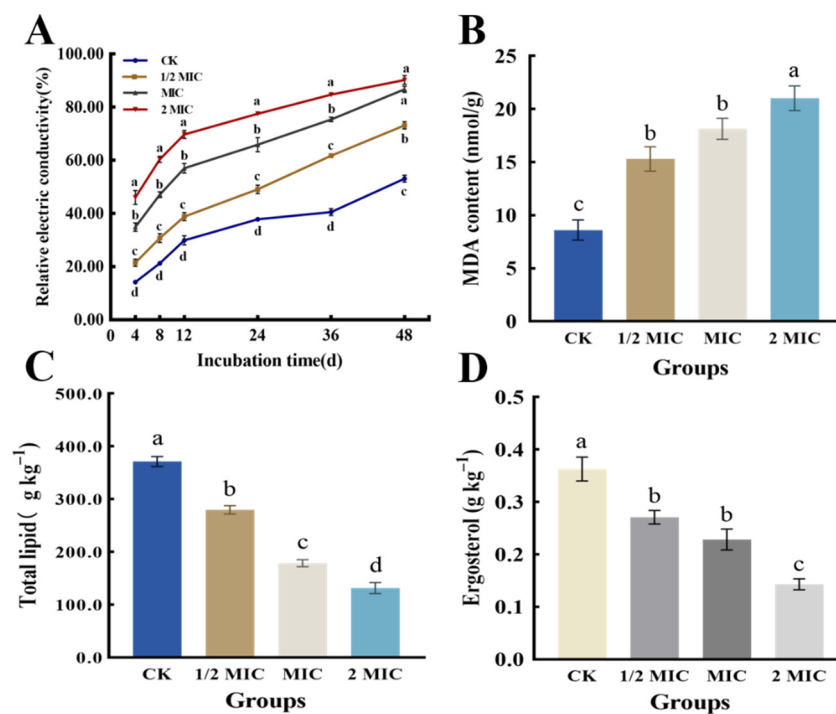 A
Relative electric conductivity(%)
100.00
80.00
60.00
40.00
20.00
0.00
CK
1/2 MIC
MIC
2 MIC
a
a
a
a
a
a
b
b
b
b
b
a
c
c
c
c
c
b
d
d
d
d
d
c
0
4
8
12
24
36
48
Incubation time(d)
B
MDA content (nmol/g)
25
20
15
10
5
0
c
b
b
a
CK
1/2 MIC
MIC
2 MIC
Groups
C
Total lipid( g kg⁻¹)
500.0
400.0
300.0
200.0
100.0
0.0
a
b
c
d
CK
1/2 MIC
MIC
2 MIC
Groups
D
Ergosterol (g kg⁻¹)
0.5
0.4
0.3
0.2
0.1
0.0
a
b
b
c
CK
1/2 MIC
MIC
2 MIC
Groups